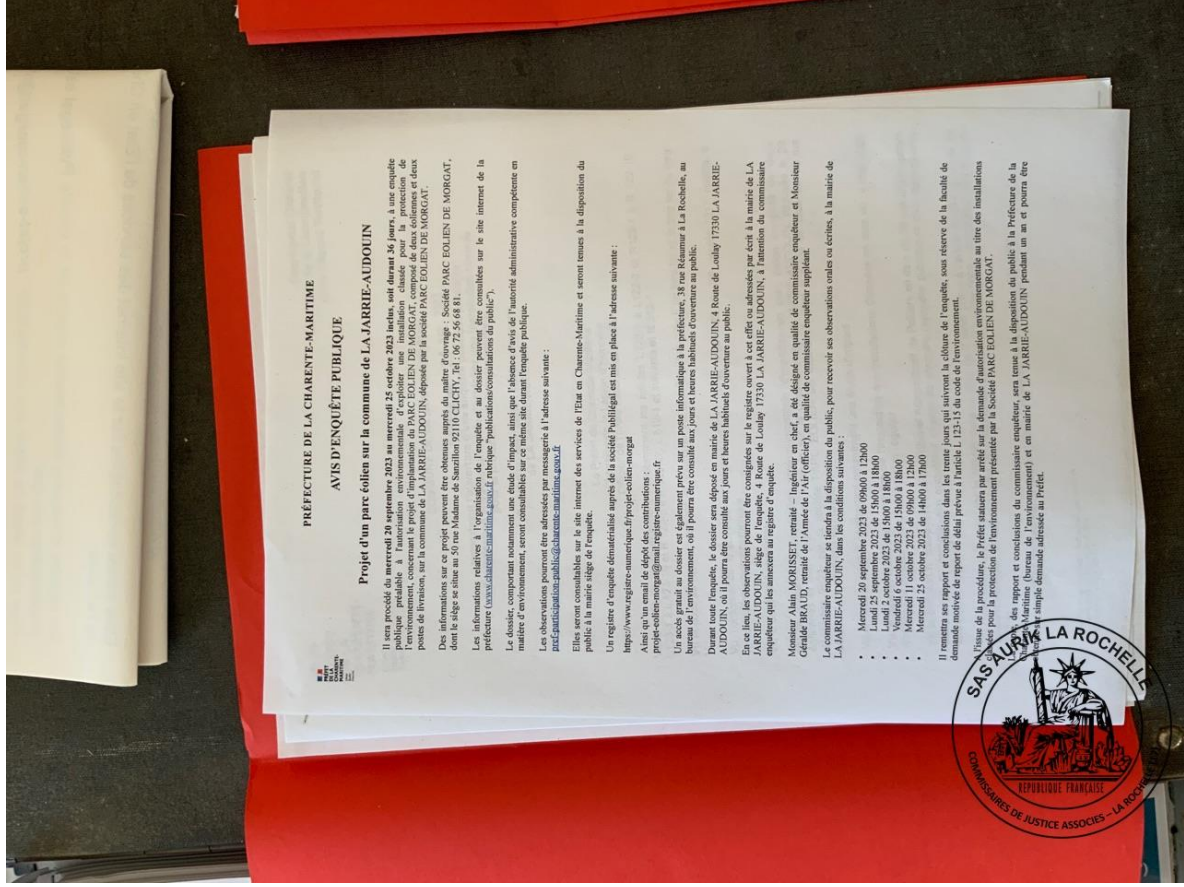 PRÉFET
DE LA
CHARENTE-
MARITIME
PRÉFECTURE DE LA CHARENTE-MARITIME
AVIS D'ENQUÊTE PUBLIQUE
Projet d'un parc éolien sur la commune de LA JARRIE-AUDOUIN
Il sera procédé du mercredi 20 septembre 2023 au mercredi 25 octobre 2023 inclus, soit durant 36 jours, à une enquête
publique préalable à l'autorisation environnementale d'exploiter une installation classée pour la protection de
l'environnement, concernant le projet d'implantation du PARC EOLIEN DE MORGAT, composé de deux éoliennes et deux
postes de livraison, sur la commune de LA JARRIE-AUDOUIN, déposée par la société PARC EOLIEN DE MORGAT.
Des informations sur ce projet peuvent être obtenues auprès du maître d'ouvrage : Société PARC EOLIEN DE MORGAT,
dont le siège se situe au 50 rue Madame de Sanzillon 92110 CLICHY, Tel : 06 72 56 68 81.
Les informations relatives à l'organisation de l'enquête et au dossier peuvent être consultées sur le site internet de la
préfecture (www.charente-maritime.gouv.fr rubrique "publications/consultations du public").
Le dossier, comportant notamment une étude d'impact, ainsi que l'absence d'avis de l'autorité administrative compétente en
matière d'environnement, seront consultables sur ce même site durant l'enquête publique.
Les observations pourront être adressées par messagerie à l'adresse suivante :
pref-participation-public@charente-maritime.gouv.fr
Elles seront consultables sur le site internet des services de l'Etat en Charente-Maritime et seront tenues à la disposition du
public à la mairie siège de l'enquête.
Un registre d'enquête dématérialisé auprès de la société Publilégal est mis en place à l'adresse suivante :
https://www.registre-numerique.fr/projet-eolien-morgat
Ainsi qu'un email de dépôt des contributions :
projet-eolien-morgat@mail.registre-numerique.fr
Un accès gratuit au dossier est également prévu sur un poste informatique à la préfecture, 38 rue Réaumur à La Rochelle, au
bureau de l'environnement, où il pourra être consulté aux jours et heures habituels d'ouverture au public.
Durant toute l'enquête, le dossier sera déposé en mairie de LA JARRIE-AUDOUIN, 4 Route de Loulay 17330 LA JARRIE-
AUDOUIN, où il pourra être consulté aux jours et heures habituels d'ouverture au public.
En ce lieu, les observations pourront être consignées sur le registre ouvert à cet effet ou adressées par écrit à la mairie de LA
JARRIE-AUDOUIN, siège de l'enquête, 4 Route de Loulay 17330 LA JARRIE-AUDOUIN, à l'attention du commissaire
enquêteur qui les annexera au registre d'enquête.
Monsieur Alain MORISSET, retraité – Ingénieur en chef, a été désigné en qualité de commissaire enquêteur et Monsieur
Géralde BRAUD, retraité de l'Armée de l'Air (officier), en qualité de commissaire enquêteur suppléant.
Le commissaire enquêteur se tiendra à la disposition du public, pour recevoir ses observations orales ou écrites, à la mairie de
LA JARRIE-AUDOUIN, dans les conditions suivantes :
• Mercredi 20 septembre 2023 de 09h00 à 12h00
• Lundi 25 septembre 2023 de 15h00 à 18h00
• Lundi 2 octobre 2023 de 15h00 à 18h00
• Vendredi 6 octobre 2023 de 15h00 à 18h00
• Mercredi 11 octobre 2023 de 09h00 à 12h00
• Mercredi 25 octobre 2023 de 14h00 à 17h00
Il remettra ses rapport et conclusions dans les trente jours qui suivront la clôture de l'enquête, sous réserve de la faculté de
demande motivée de report de délai prévue à l'article L 123-15 du code de l'environnement.
A l'issue de la procédure, le Préfet statuera par arrêté sur la demande d'autorisation environnementale au titre des installations
classées pour la protection de l'environnement présentée par la Société PARC EOLIEN DE MORGAT.
des rapport et conclusions du commissaire enquêteur, sera tenue à la disposition du public à la Préfecture de la
Charente-Maritime (bureau de l'environnement) et en mairie de LA JARRIE-AUDOUIN pendant un an et pourra être
simple demande adressée au Préfet.
SAS AURIK LA ROCHELLE
REPUBLIQUE FRANÇAISE
COMMISSAIRES DE JUSTICE ASSOCIES – LA ROCHELLE